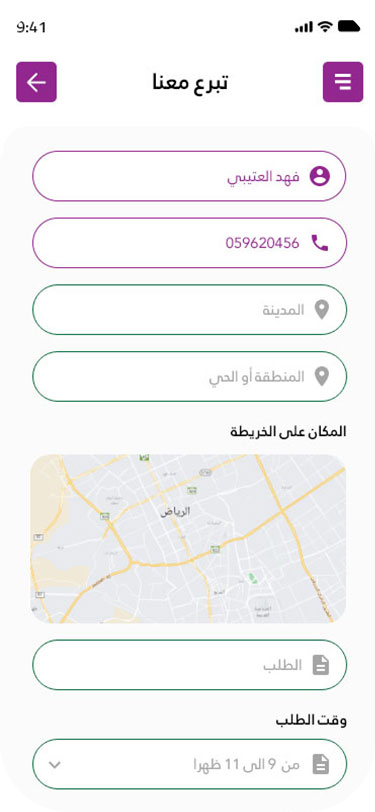 9:41
تبرع معنا
فهد العتيبي
059620456
المدينة
المنطقة أو الحي
المكان على الخريطة
الرياض
الطلب
وقت الطلب
من 9 الى 11 ظهرا